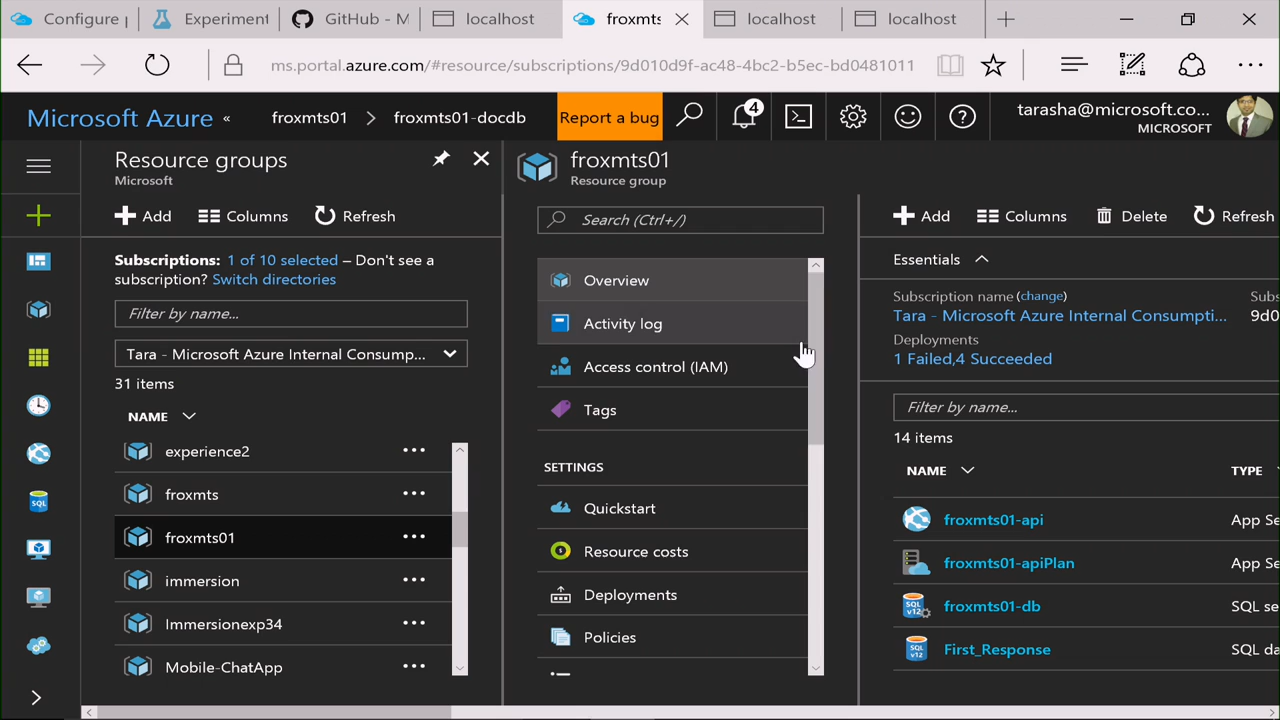 Configure
Experiment
GitHub - M
localhost
froxmts
localhost
localhost
ms.portal.azure.com/#resource/subscriptions/9d010d9f-ac48-4bc2-b5ec-bd0481011
Microsoft Azure «
froxmts01
froxmts01-docdb
Report a bug
4
tarasha@microsoft.co...
MICROSOFT
Resource groups
Microsoft
Add
Columns
Refresh
Subscriptions: 1 of 10 selected – Don't see a
subscription? Switch directories
Filter by name...
Tara - Microsoft Azure Internal Consump...
31 items
NAME
experience2 ...
froxmts ...
froxmts01 ...
immersion ...
Immersionexp34 ...
Mobile-ChatApp ...
froxmts01
Resource group
Search (Ctrl+/)
Overview
Activity log
Access control (IAM)
Tags
SETTINGS
Quickstart
Resource costs
Deployments
Policies
Add
Columns
Delete
Refresh
Essentials
Subscription name (change)
Subs
Tara - Microsoft Azure Internal Consumpti...
9d0
Deployments
1 Failed,4 Succeeded
Filter by name...
14 items
NAME
TYPE
froxmts01-api
App Se
froxmts01-apiPlan
App Se
froxmts01-db
SQL se
First_Response
SQL da